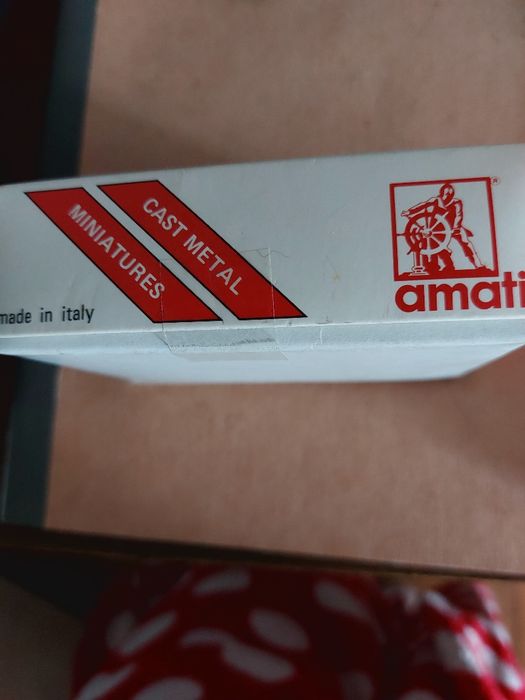 CAST METAL
MINIATURES
made in italy
®
amati